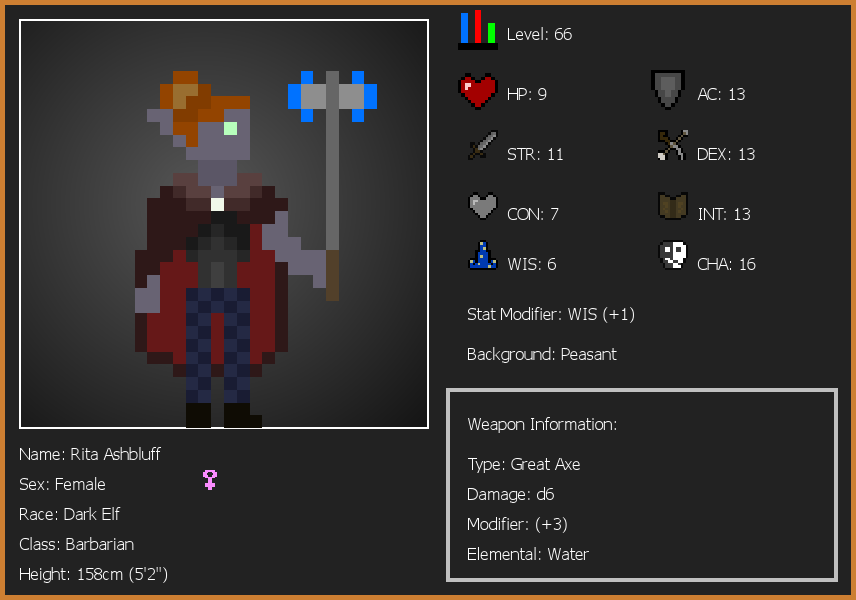 Level: 66
HP: 9
AC: 13
STR: 11
DEX: 13
CON: 7
INT: 13
WIS: 6
CHA: 16
Stat Modifier: WIS (+1)
Background: Peasant
Weapon Information:
Type: Great Axe
Damage: d6
Modifier: (+3)
Elemental: Water
Name: Rita Ashbluff
Sex: Female
Race: Dark Elf
Class: Barbarian
Height: 158cm (5'2")